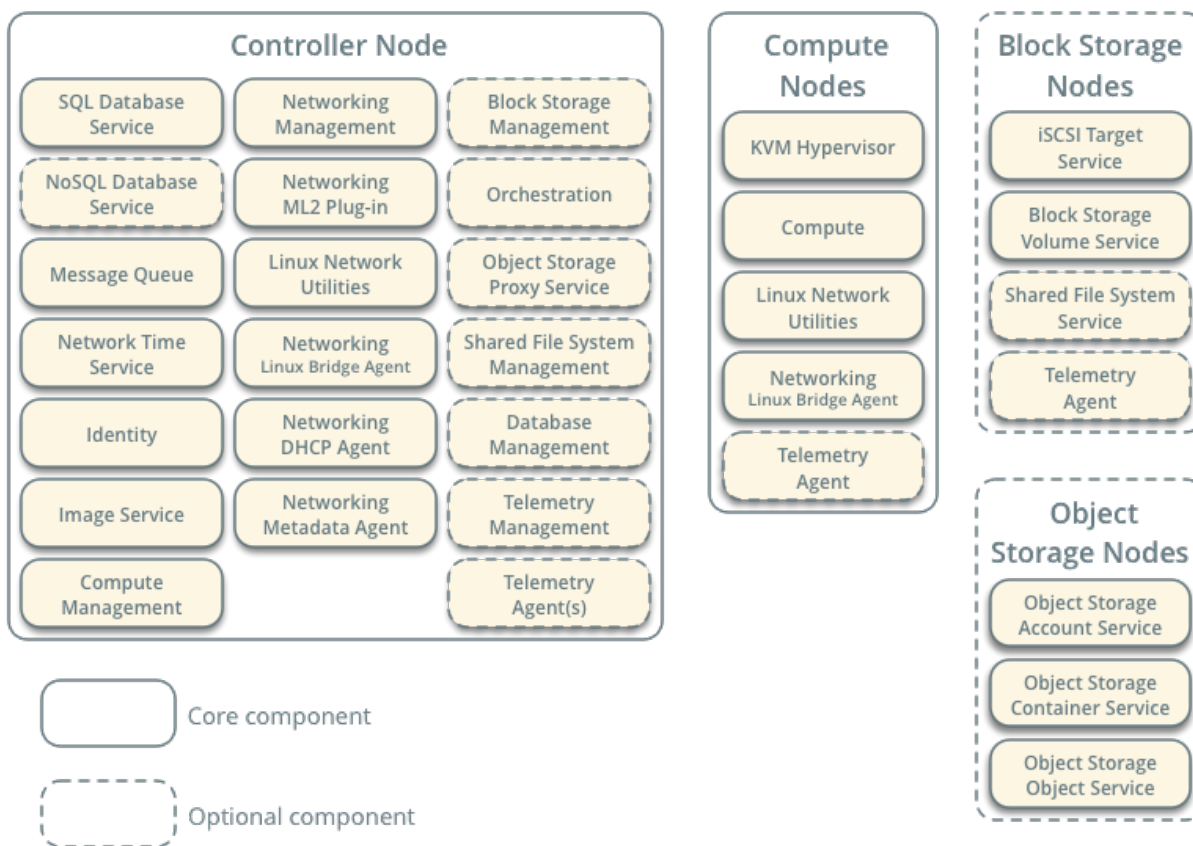 Controller Node
SQL Database
Service
NoSQL Database
Service
Message Queue
Network Time
Service
Identity
Image Service
Compute
Management
Networking
Management
Networking
ML2 Plug-in
Linux Network
Utilities
Networking
Linux Bridge Agent
Networking
DHCP Agent
Networking
Metadata Agent
Block Storage
Management
Orchestration
Object Storage
Proxy Service
Shared File System
Management
Database
Management
Telemetry
Management
Telemetry
Agent(s)
Compute
Nodes
KVM Hypervisor
Compute
Linux Network
Utilities
Networking
Linux Bridge Agent
Telemetry
Agent
Block Storage
Nodes
iSCSI Target
Service
Block Storage
Volume Service
Shared File System
Service
Telemetry
Agent
Object
Storage Nodes
Object Storage
Account Service
Object Storage
Container Service
Object Storage
Object Service
Core component
Optional component